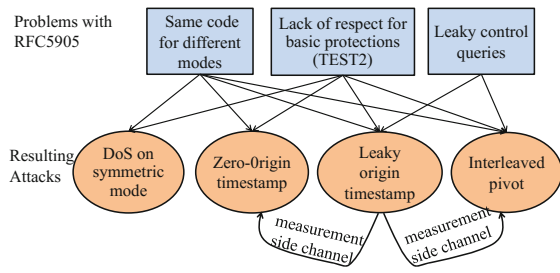 Problems with
RFC5905
Same code
for different
modes
Lack of respect for
basic protections
(TEST2)
Leaky control
queries
Resulting
Attacks
DoS on
symmetric
mode
Zero-0rigin
timestamp
Leaky
origin
timestamp
Interleaved
pivot
measurement
side channel
measurement
side channel